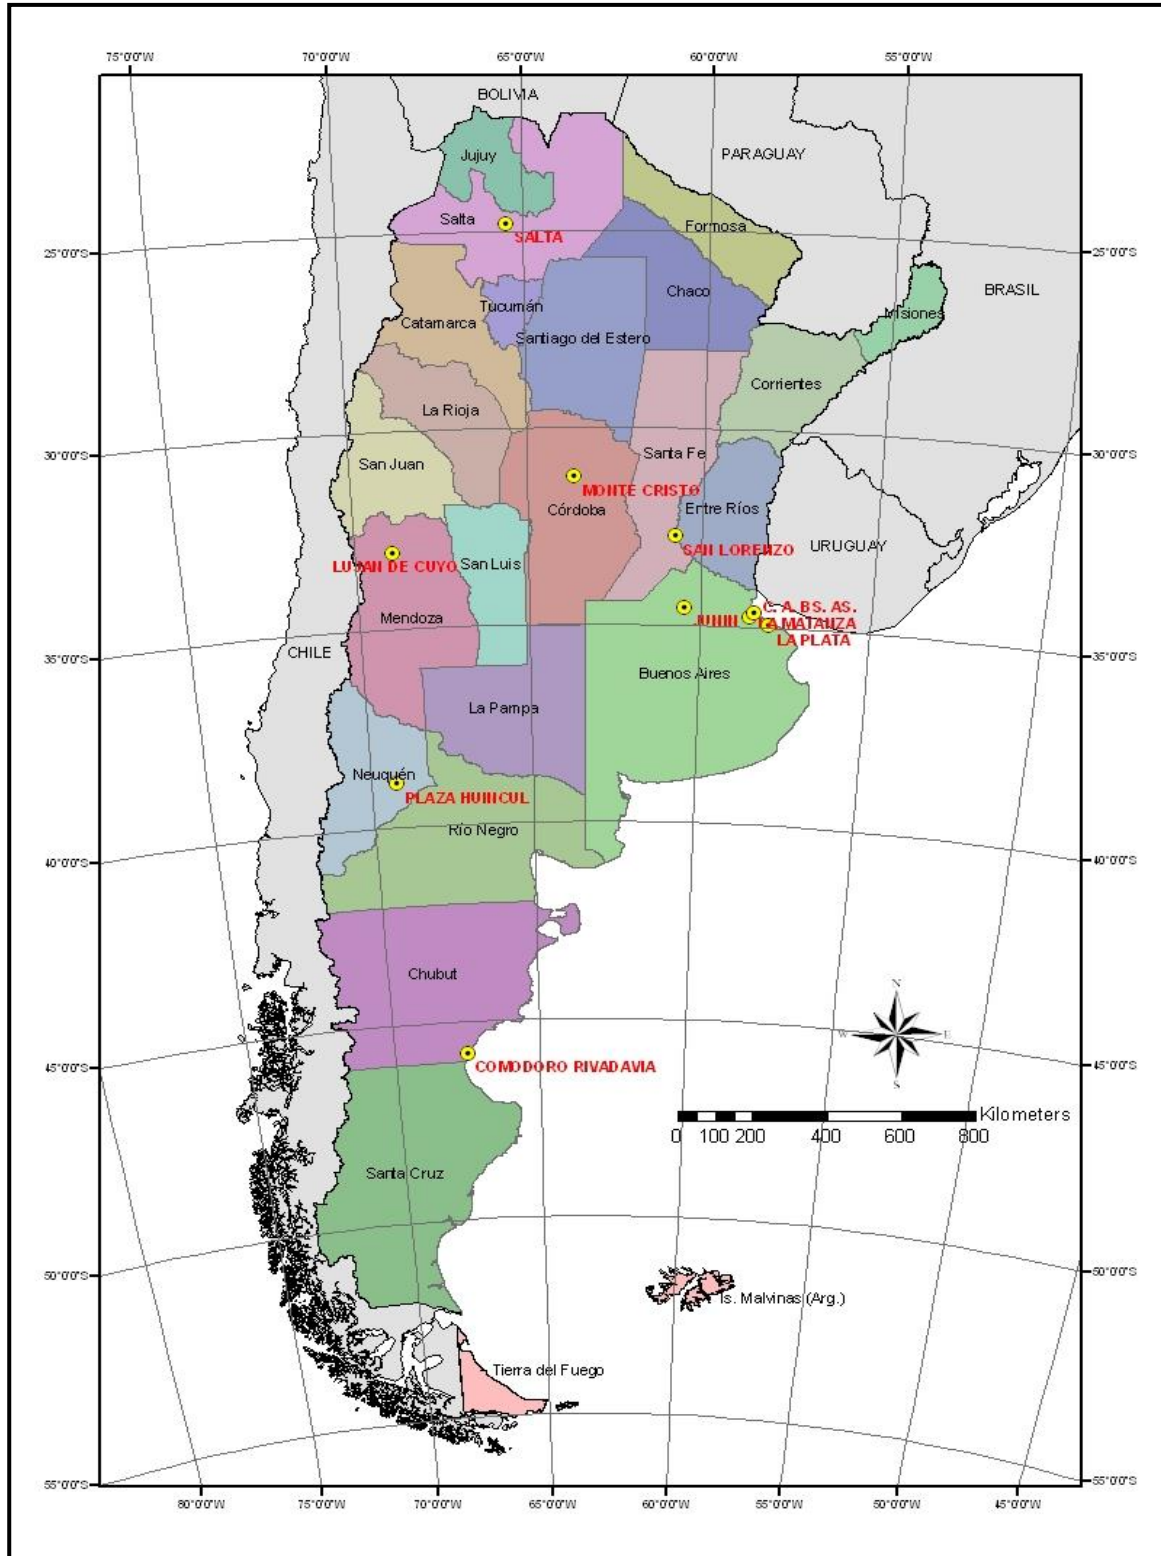 75°0'0"W 70°0'0"W 65°0'0"W 60°0'0"W 55°0'0"W
BOLIVIA
Jujuy
PARAGUAY
Salta
Formosa
SALTA
25°0'0"S 25°0'0"S
Chaco
BRASIL
Tucumán
Misiones
Catamarca
Santiago del Estero
Corrientes
La Rioja
30°0'0"S 30°0'0"S
Santa Fe
San Juan
MONTE CRISTO
Córdoba
Entre Ríos
URUGUAY
SAN LORENZO
San Luis
LUJAN DE CUYO
C. A. BS. AS.
Mendoza
JUNIN
LA MATANZA
LA PLATA
CHILE
35°0'0"S 35°0'0"S
Buenos Aires
La Pampa
Neuquén
PLAZA HUINCUL
Río Negro
40°0'0"S 40°0'0"S
Chubut
N
W E
S
45°0'0"S 45°0'0"S
COMODORO RIVADAVIA
Kilometers
0 100 200 400 600 800
Santa Cruz
50°0'0"S 50°0'0"S
Is. Malvinas (Arg.)
Tierra del Fuego
55°0'0"S 55°0'0"S
80°0'0"W 75°0'0"W 70°0'0"W 65°0'0"W 60°0'0"W 55°0'0"W 50°0'0"W 45°0'0"W